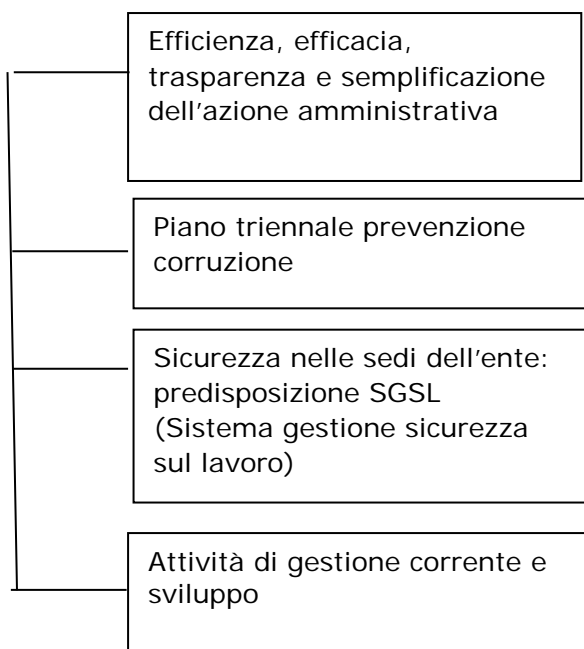 Efficienza, efficacia,
trasparenza e semplificazione
dell’azione amministrativa
Piano triennale prevenzione
corruzione
Sicurezza nelle sedi dell’ente:
predisposizione SGSL
(Sistema gestione sicurezza
sul lavoro)
Attività di gestione corrente e
sviluppo